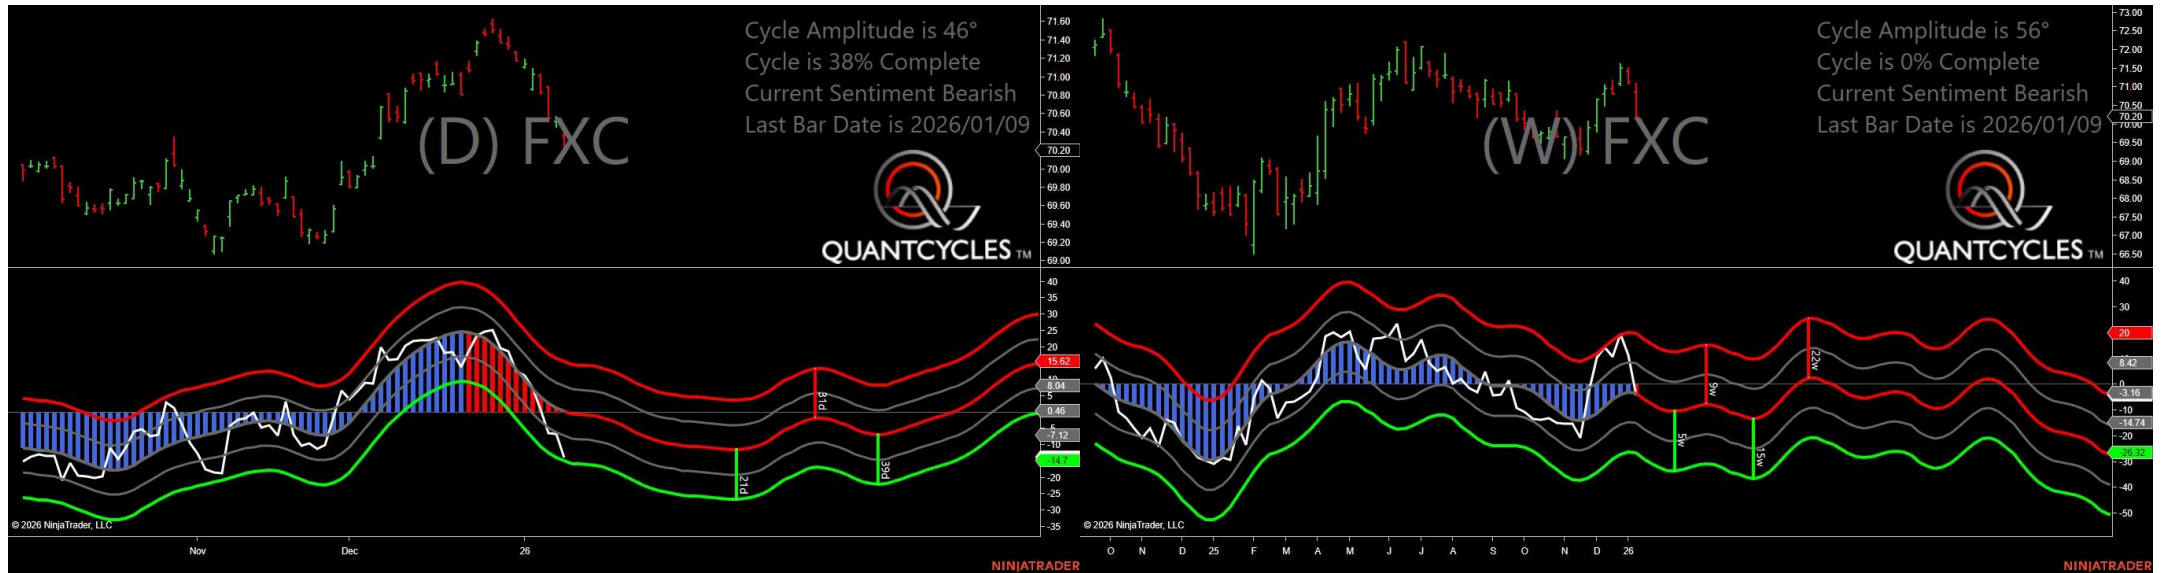 Cycle Amplitude is 46°
Cycle is 38% Complete
Current Sentiment Bearish
Last Bar Date is 2026/01/09
(D) FXC
QUANTCYCLES TM
71.60
71.40
71.20
71.00
70.80
70.60
70.40
70.20
70.00
69.80
69.60
69.40
69.20
69.00
40
35
30
25
20
15.62
8.04
5
0.46
-7.12
-14.7
-20
-25
-30
-35
21d
31d
39d
© 2026 NinjaTrader, LLC
Nov
Dec
26
NINJATRADER
Cycle Amplitude is 56°
Cycle is 0% Complete
Current Sentiment Bearish
Last Bar Date is 2026/01/09
(W) FXC
QUANTCYCLES TM
73.00
72.50
72.00
71.50
71.00
70.50
70.20
70.00
69.50
69.00
68.50
68.00
67.50
67.00
66.50
40
30
20
8.42
0
-3.16
-10
-14.74
-20
-26.32
-30
-40
-50
5w
9w
15w
22w
© 2026 NinjaTrader, LLC
O N D 25 F M A M J J A S O N D 26
NINJATRADER